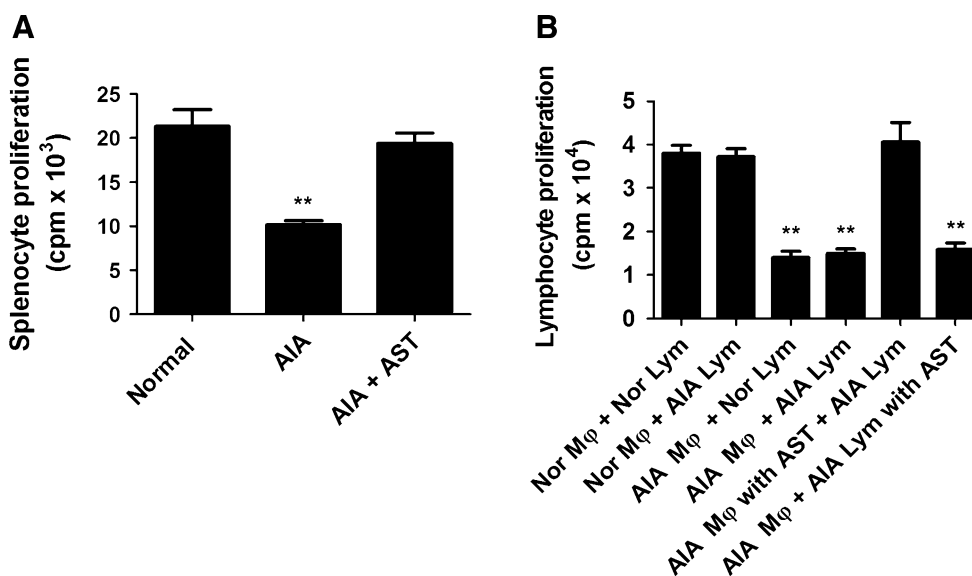 A
Splenocyte proliferation
(cpm x 10³)
25
20
15
10
5
0
**
Normal
AIA
AIA + AST
B
Lymphocyte proliferation
(cpm x 10⁴)
5
4
3
2
1
0
**
**
**
Nor Mφ + Nor Lym
Nor Mφ + AIA Lym
AIA Mφ + Nor Lym
AIA Mφ + AIA Lym
AIA Mφ with AST + AIA Lym
AIA Mφ + AIA Lym with AST